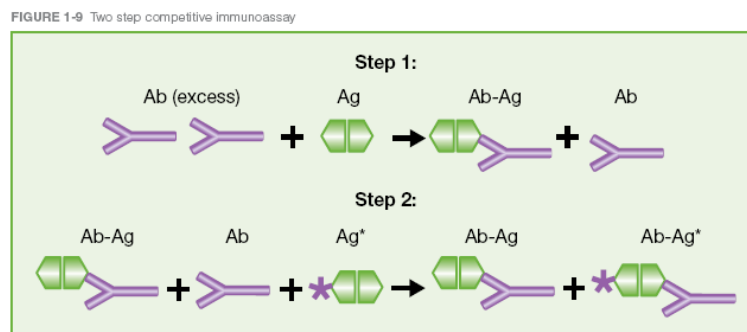 FIGURE 1-9 Two step competitive immunoassay
Step 1:
Ab (excess) + Ag Ab-Ag + Ab
Step 2:
Ab-Ag + Ab + Ag* Ab-Ag + Ab-Ag*